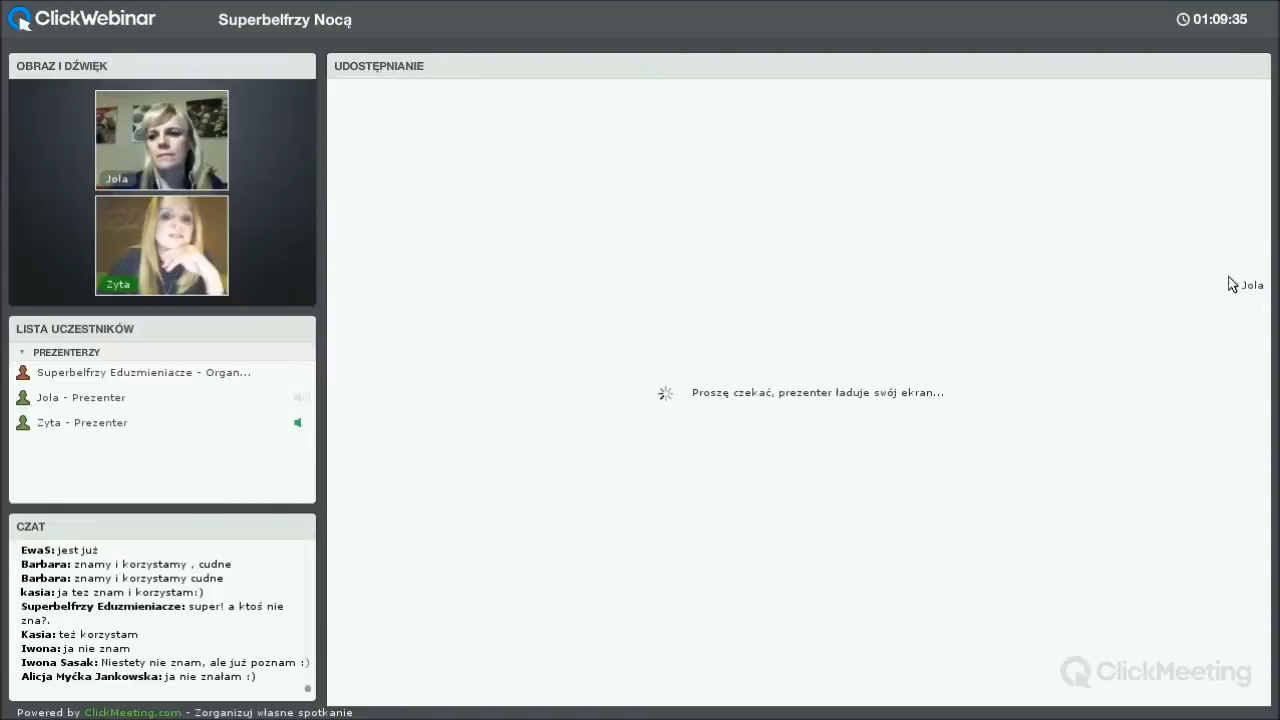 ClickWebinar
Superbelfrzy Nocą
01:09:35
OBRAZ I DŹWIĘK
Jola
Zyta
LISTA UCZESTNIKÓW
PREZENTERZY
Superbelfrzy Eduzmieniacze - Organ...
Jola - Prezenter
Zyta - Prezenter
CZAT
EwaS: jest już
Barbara: znamy i korzystamy , cudne
Barbara: znamy i korzystamy cudne
kasia: ja tez znam i korzystam:)
Superbelfrzy Eduzmieniacze: super! a ktoś nie
zna?.
Kasia: też korzystam
Iwona: ja nie znam
Iwona Sasak: Niestety nie znam, ale już poznam :)
Alicja Myćka Jankowska: ja nie znałam :)
UDOSTĘPNIANIE
Jola
Proszę czekać, prezenter ładuje swój ekran...
ClickMeeting
Powered by ClickMeeting.com - Zorganizuj własne spotkanie